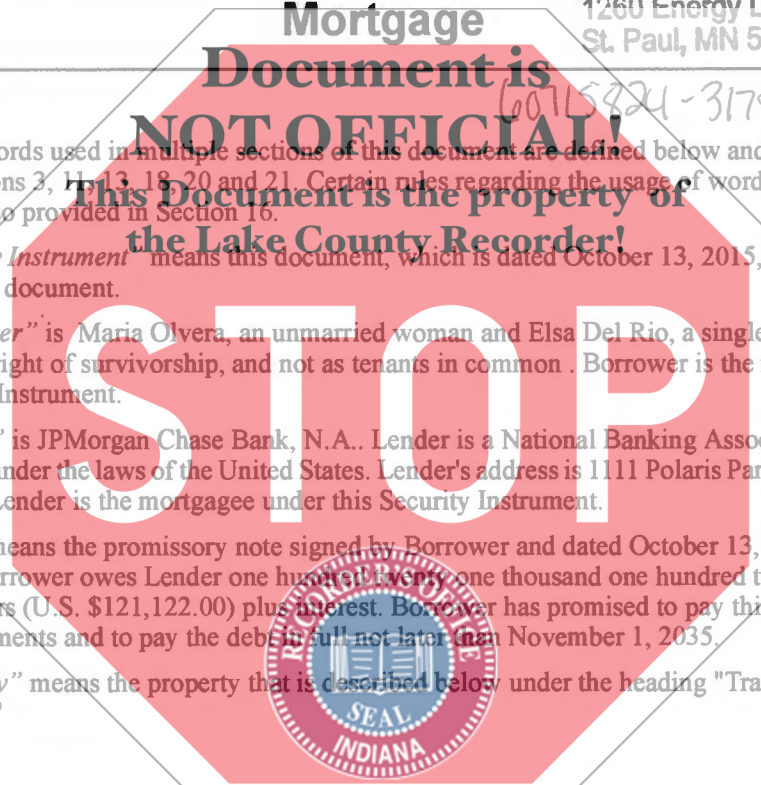 Mortgage
1260 Energy L
St. Paul, MN 5
Document is
60715824-3179
NOT OFFICIAL!
ords used in multiple sections of this document are defined below and
ons 3, 11, 13, 18, 20 and 21. Certain rules regarding the usage of word
This Document is the property of
so provided in Section 16.
the Lake County Recorder!
Instrument" means this document, which is dated October 13, 2015,
document.
er" is Maria Olvera, an unmarried woman and Elsa Del Rio, a single
ight of survivorship, and not as tenants in common . Borrower is the
Instrument.
STOP
" is JPMorgan Chase Bank, N.A.. Lender is a National Banking Asso
nder the laws of the United States. Lender's address is 1111 Polaris Par
ender is the mortgagee under this Security Instrument.
neans the promissory note signed by Borrower and dated October 13,
rrower owes Lender one hundred twenty one thousand one hundred t
rs (U.S. $121,122.00) plus interest. Borrower has promised to pay thi
ments and to pay the debt in full not later than November 1, 2035.
y" means the property that is described below under the heading "Tra
RECORDER'S OFFICE
SEAL
INDIANA